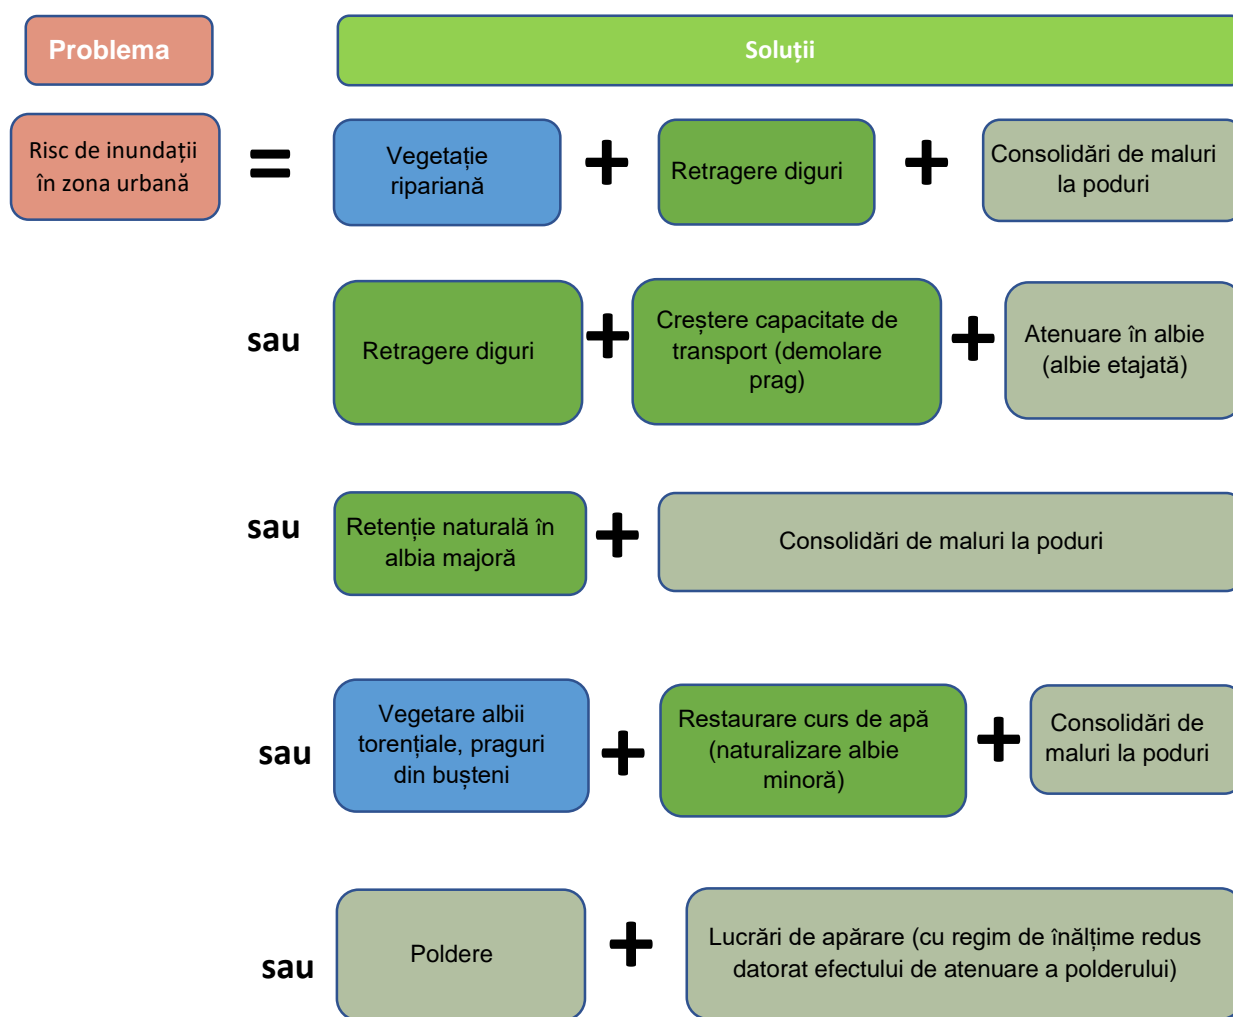 Problema
Soluții
Risc de inundații
în zona urbană
=
Vegetație
ripariană
+
Retragere diguri
+
Consolidări de maluri
la poduri
sau
Retragere diguri
+
Creștere capacitate de
transport (demolare
prag)
+
Atenuare în albie
(albie etajată)
sau
Retenție naturală în
albia majoră
+
Consolidări de maluri la poduri
sau
Vegetare albii
torențiale, praguri
din bușteni
+
Restaurare curs de apă
(naturalizare albie
minoră)
+
Consolidări de
maluri la poduri
sau
Poldere
+
Lucrări de apărare (cu regim de înălțime redus
datorat efectului de atenuare a polderului)